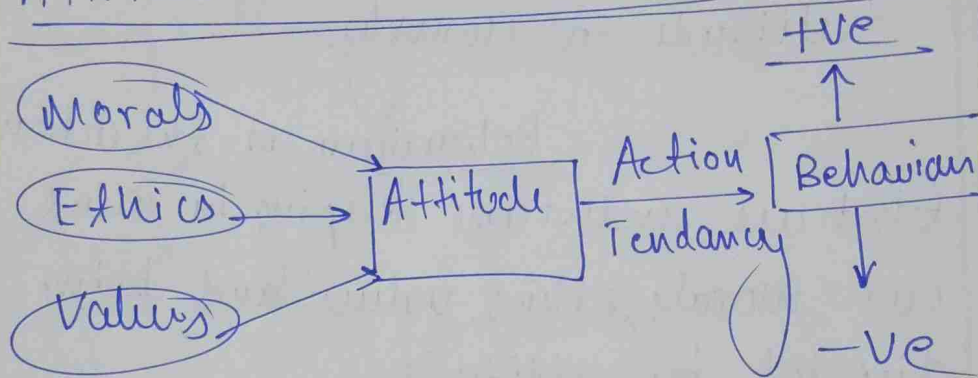 +ve
Morals
Ethics
Values
Attitude
Action
Tendancy
Behaviour
-ve